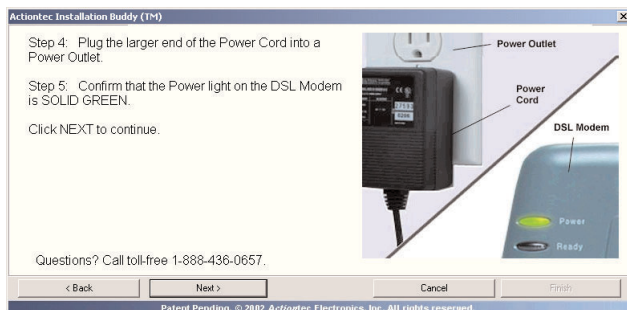 Actiontec Installation Buddy (TM)
Step 4: Plug the larger end of the Power Cord into a
Power Outlet.
Step 5: Confirm that the Power light on the DSL Modem
is SOLID GREEN.
Click NEXT to continue.
Questions? Call toll-free 1-888-436-0657.
Power Outlet
Power
Cord
DSL Modem
Power
Ready
< Back
Next >
Cancel
Finish
Patent Pending. © 2002 Actiontec Electronics, Inc. All rights reserved.